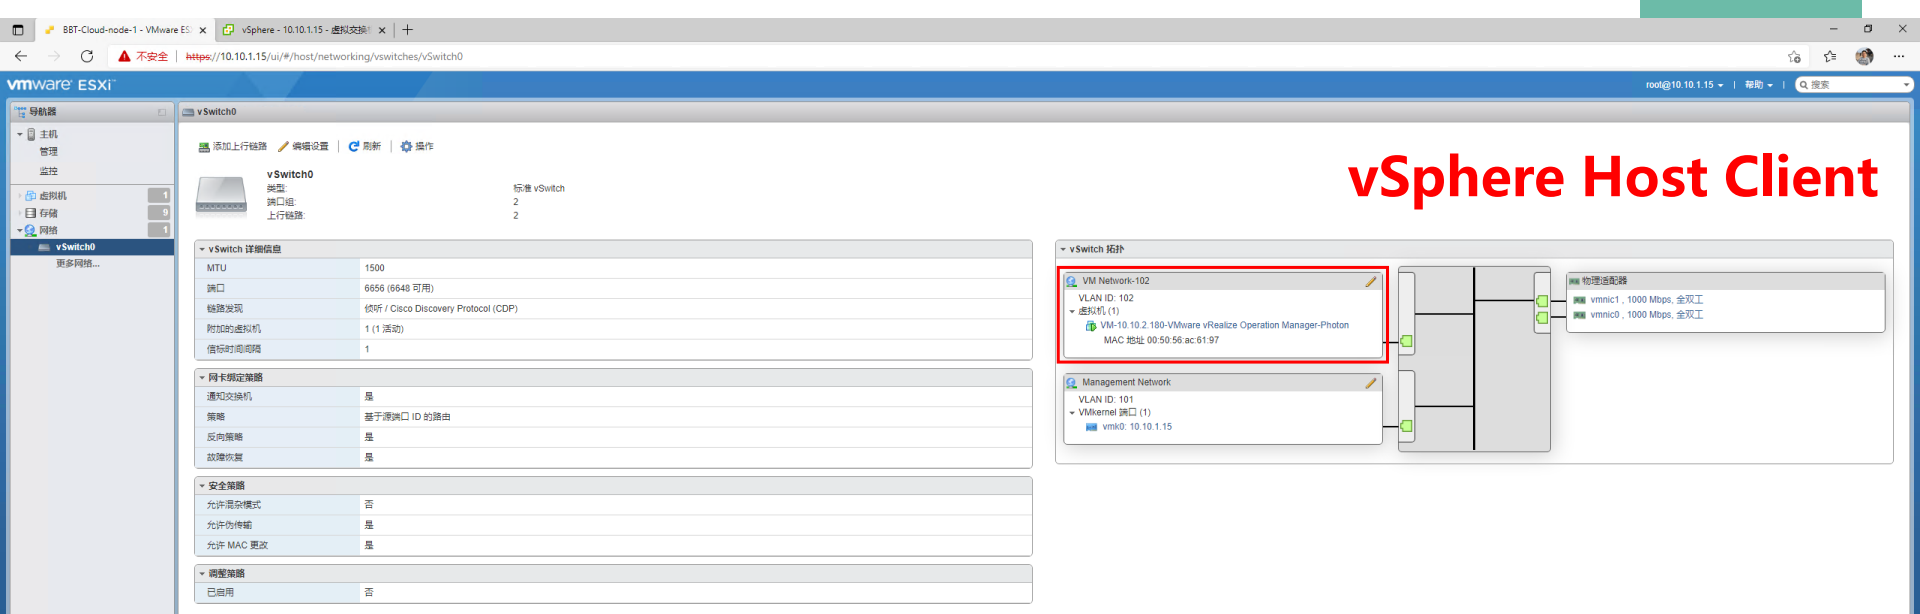 BBT-Cloud-node-1 - VMware ES
vSphere - 10.10.1.15 - 虚拟交换
不安全
https://10.10.1.15/ui/#/host/networking/vswitches/vSwitch0
vmware ESXi
root@10.10.1.15
帮助
搜索
导航器
vSwitch0
主机
管理
监控
虚拟机
1
存储
9
网络
1
vSwitch0
更多网络...
添加上行链路
编辑设置
刷新
操作
vSphere Host Client
vSwitch0
类型: 标准 vSwitch
端口组: 2
上行链路: 2
vSwitch 详细信息
MTU 1500
端口 6656 (6648 可用)
链路发现 侦听 / Cisco Discovery Protocol (CDP)
附加的虚拟机 1 (1 活动)
信标时间间隔 1
网卡绑定策略
通知交换机 是
策略 基于源端口 ID 的路由
反向策略 是
故障恢复 是
安全策略
允许混杂模式 否
允许伪传输 是
允许 MAC 更改 是
调整策略
已启用 否
vSwitch 拓扑
VM Network-102
VLAN ID: 102
虚拟机 (1)
VM-10.10.2.180-VMware vRealize Operation Manager-Photon
MAC 地址 00:50:56:ac:61:97
Management Network
VLAN ID: 101
VMkernel 端口 (1)
vmk0: 10.10.1.15
物理适配器
vmnic1 , 1000 Mbps, 全双工
vmnic0 , 1000 Mbps, 全双工